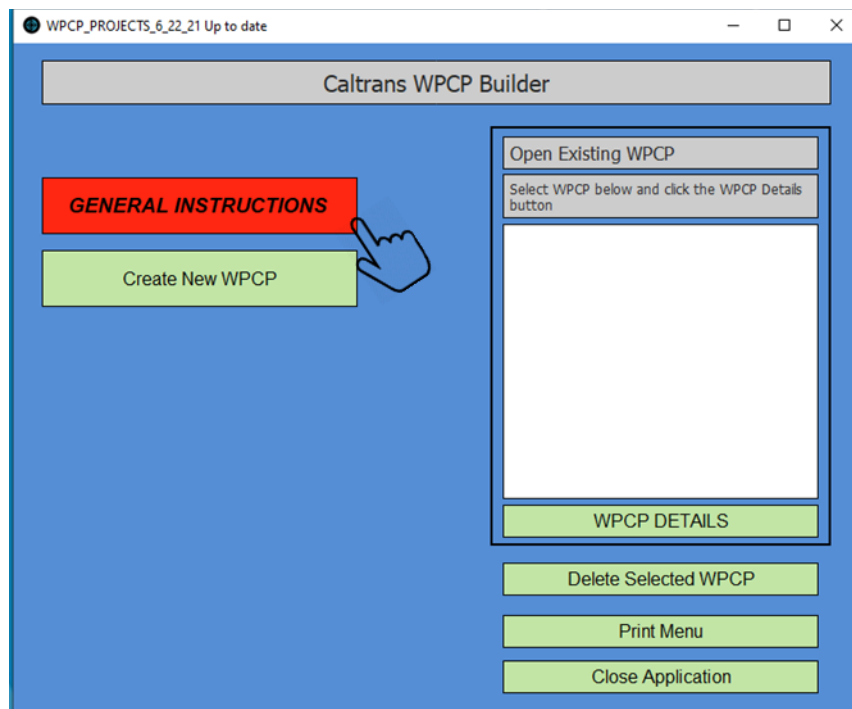 WPCP_PROJECTS_6_22_21 Up to date
Caltrans WPCP Builder
GENERAL INSTRUCTIONS
Create New WPCP
Open Existing WPCP
Select WPCP below and click the WPCP Details
button
WPCP DETAILS
Delete Selected WPCP
Print Menu
Close Application